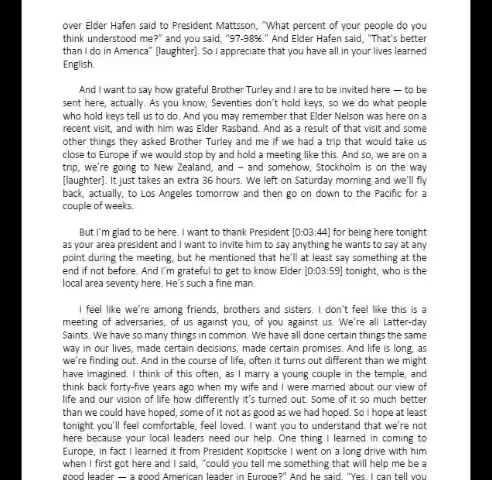 over Elder Hafen said to President Mattsson, “What percent of your people do you
think understood me?” and you said, “97-98%.” And Elder Hafen said, “That’s better
than I do in America” [laughter]. So I appreciate that you have all in your lives learned
English.
And I want to say how grateful Brother Turley and I are to be invited here — to be
sent here, actually. As you know, Seventies don’t hold keys, so we do what people
who hold keys tell us to do. And you may remember that Elder Nelson was here on a
recent visit, and with him was Elder Rasband. And as a result of that visit and some
other things they asked Brother Turley and me if we had a trip that would take us
close to Europe if we would stop by and hold a meeting like this. And so, we are on a
trip, we’re going to New Zealand, and – and somehow, Stockholm is on the way
[laughter]. It just takes an extra 36 hours. We left on Saturday morning and we’ll fly
back, actually, to Los Angeles tomorrow and then go on down to the Pacific for a
couple of weeks.
But I’m glad to be here. I want to thank President [0:03:44] for being here tonight
as your area president and I want to invite him to say anything he wants to say at any
point during the meeting, but he mentioned that he’ll at least say something at the
end if not before. And I’m grateful to get to know Elder [0:03:59] tonight, who is the
local area seventy here. He’s such a fine man.
I feel like we’re among friends, brothers and sisters. I don’t feel like this is a
meeting of adversaries, of us against you, of you against us. We’re all Latter-day
Saints. We have so many things in common. We have all done certain things the same
way in our lives, made certain decisions, made certain promises. And life is long, as
we’re finding out. And in the course of life, often it turns out different than we might
have imagined. I think of this often, as I marry a young couple in the temple, and
think back forty-five years ago when my wife and I were married about our view of
life and our vision of life how differently it’s turned out. Some of it so much better
than we could have hoped, some of it not as good as we had hoped. So I hope at least
tonight you’ll feel comfortable, feel loved. I want you to understand that we’re not
here because your local leaders need our help. One thing I learned in coming to
Europe, in fact I learned it from President Kopitscke I went on a long drive with him
when I first got here and I said, “could you tell me something that will help me be a
good leader — a good American leader in Europe?” And he said, “Yes, I can tell you